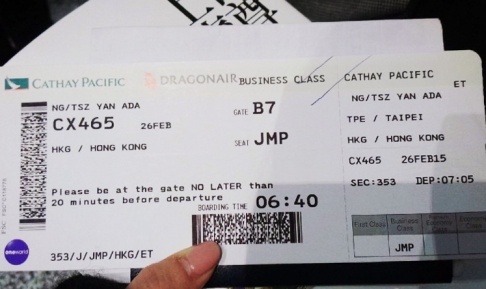 CATHAY PACIFIC DRAGONAIR BUSINESS CLASS
NG/TSZ YAN ADA
CX465 26FEB
HKG / HONG KONG
GATE B7
SEAT JMP
Please be at the gate NO LATER than
20 minutes before departure
BOARDING TIME 06:40
oneworld
353/J/JMP/HKG/ET
CATHAY PACIFIC
ET
NG/TSZ YAN ADA
TPE / TAIPEI
HKG / HONG KONG
CX465 26FEB15
SEC:353 DEP:07:05
First Class Business Class Economy
JMP